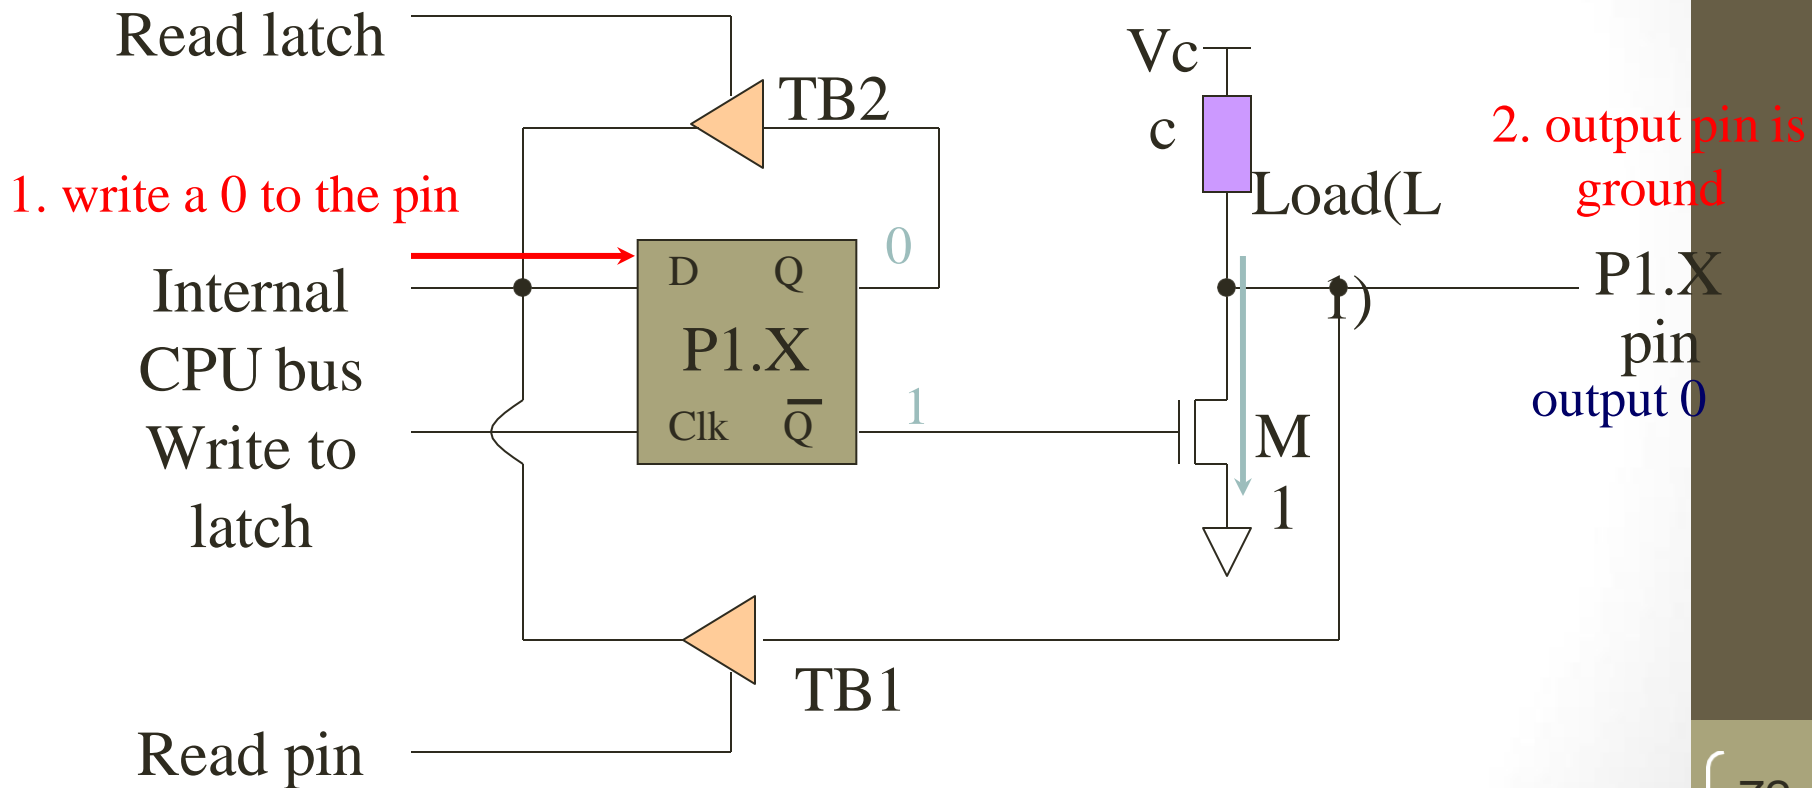 Read latch
TB2
Vc
c
Load(L
1)
2. output pin is
ground
1. write a 0 to the pin
Internal
CPU bus
D Q
0
P1.X
Clk Q̅
1
Write to
latch
P1.X
pin
output 0
M
1
TB1
Read pin